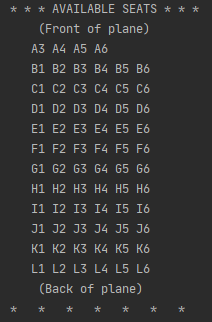 * * * AVAILABLE SEATS * * *
(Front of plane)
A3 A4 A5 A6
B1 B2 B3 B4 B5 B6
C1 C2 C3 C4 C5 C6
D1 D2 D3 D4 D5 D6
E1 E2 E3 E4 E5 E6
F1 F2 F3 F4 F5 F6
G1 G2 G3 G4 G5 G6
H1 H2 H3 H4 H5 H6
I1 I2 I3 I4 I5 I6
J1 J2 J3 J4 J5 J6
K1 K2 K3 K4 K5 K6
L1 L2 L3 L4 L5 L6
(Back of plane)
* * * * * * *